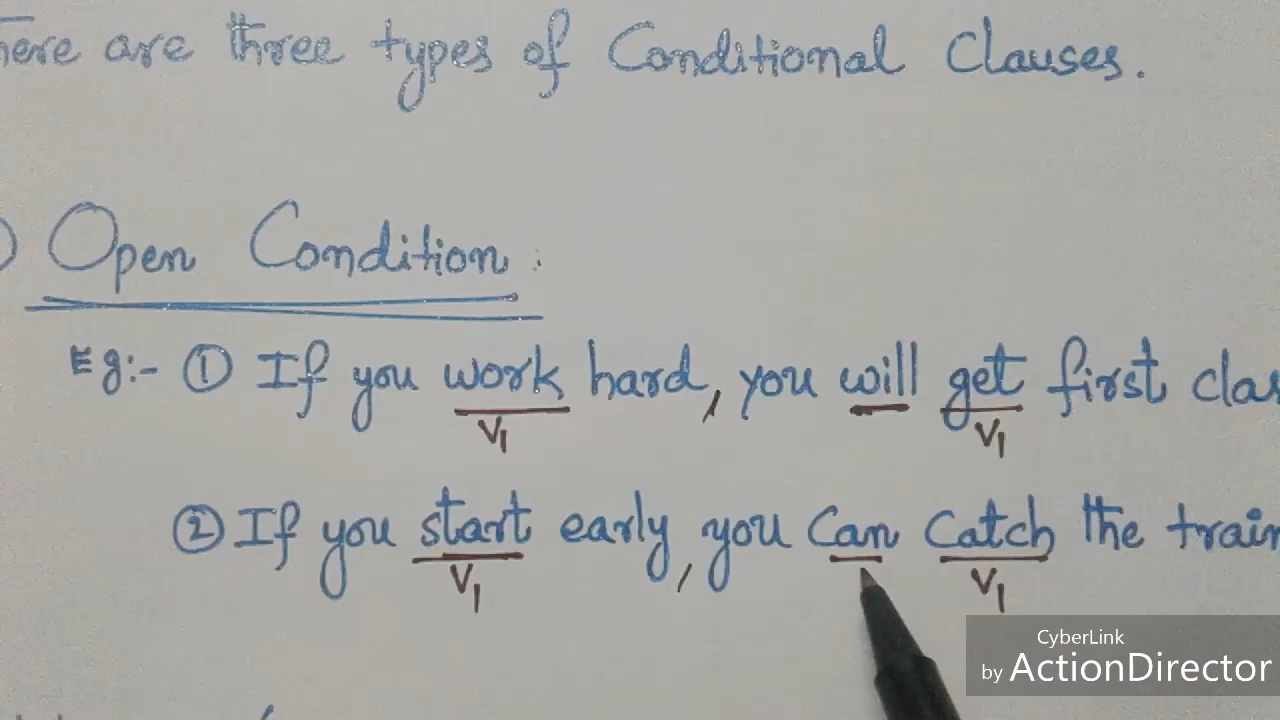 here are three types of Conditional Clauses.
) Open Condition :
Eg:- ① If you work hard, you will get first clas
V1 V1
② If you start early, you can catch the train
V1 V1
CyberLink
by ActionDirector